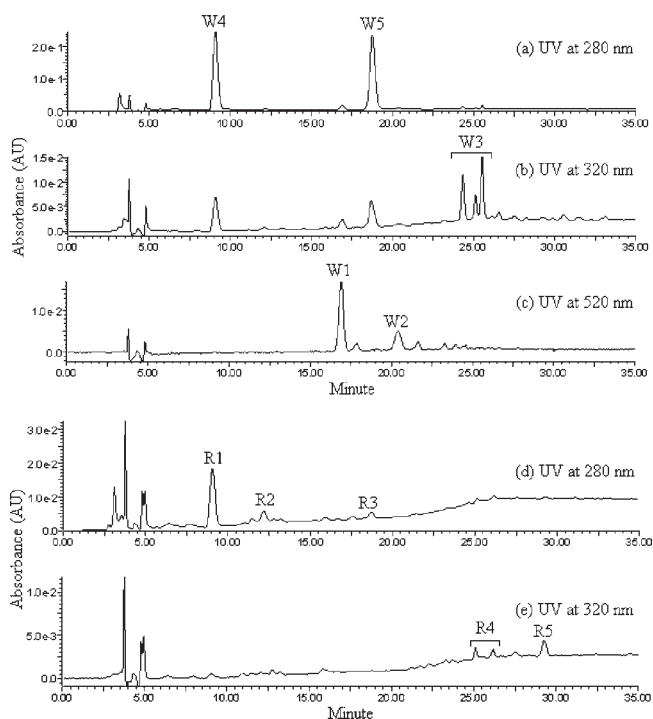 W4 W5
(a) UV at 280 nm
2.0e-1
1.0e-1
0.0
0.00 5.00 10.00 15.00 20.00 25.00 30.00 35.00
W3
(b) UV at 320 nm
1.5e-2
1.0e-2
5.0e-3
0.0
0.00 5.00 10.00 15.00 20.00 25.00 30.00 35.00
Absorbance (AU)
W1
W2
(c) UV at 520 nm
1.0e-2
0.0
0.00 5.00 10.00 15.00 20.00 25.00 30.00 35.00
Minute
3.0e-2
2.0e-2
1.0e-2
0.0
R1
R2
R3
(d) UV at 280 nm
0.00 5.00 10.00 15.00 20.00 25.00 30.00 35.00
Absorbance (AU)
1.0e-2
5.0e-3
0.0
(e) UV at 320 nm
R4 R5
0.00 5.00 10.00 15.00 20.00 25.00 30.00 35.00
Minute